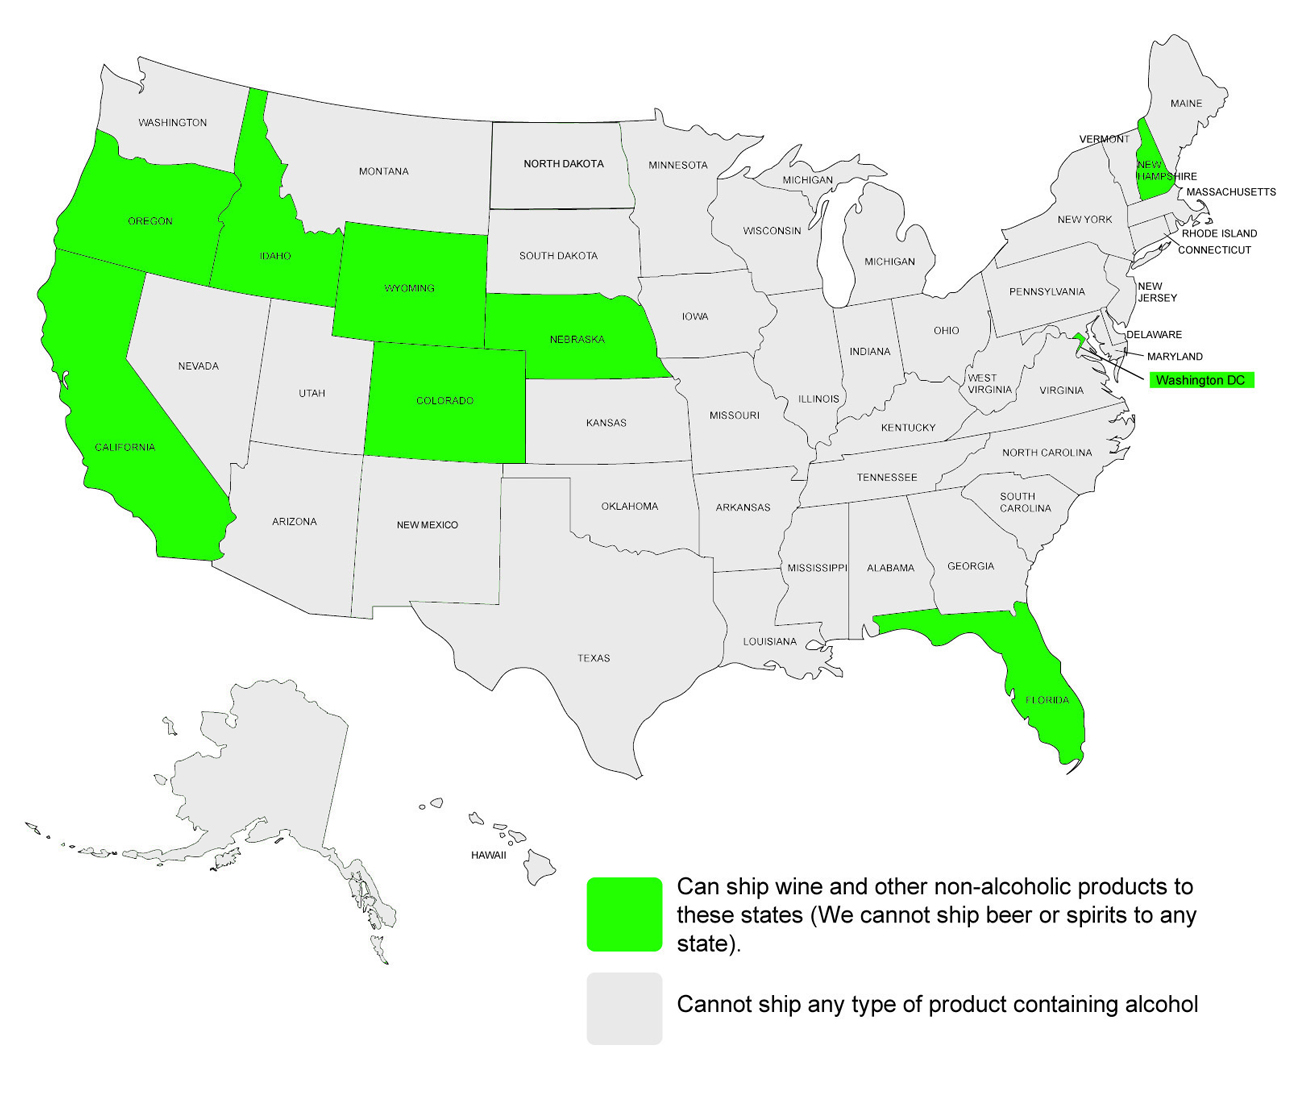 MAINE
WASHINGTON
VERMONT
NORTH DAKOTA
MINNESOTA
NEW
HAMPSHIRE
MONTANA
MICHIGAN
MASSACHUSETTS
OREGON
NEW YORK
WISCONSIN
RHODE ISLAND
CONNECTICUT
IDAHO
SOUTH DAKOTA
MICHIGAN
WYOMING
PENNSYLVANIA
NEW
JERSEY
IOWA
OHIO
DELAWARE
NEBRASKA
INDIANA
MARYLAND
NEVADA
WEST
VIRGINIA
Washington DC
UTAH
COLORADO
ILLINOIS
VIRGINIA
MISSOURI
KANSAS
KENTUCKY
CALIFORNIA
NORTH CAROLINA
TENNESSEE
SOUTH
CAROLINA
OKLAHOMA
ARKANSAS
ARIZONA
NEW MEXICO
MISSISSIPPI
ALABAMA
GEORGIA
LOUISIANA
TEXAS
FLORIDA
HAWAII
Can ship wine and other non-alcoholic products to
these states (We cannot ship beer or spirits to any
state).
Cannot ship any type of product containing alcohol